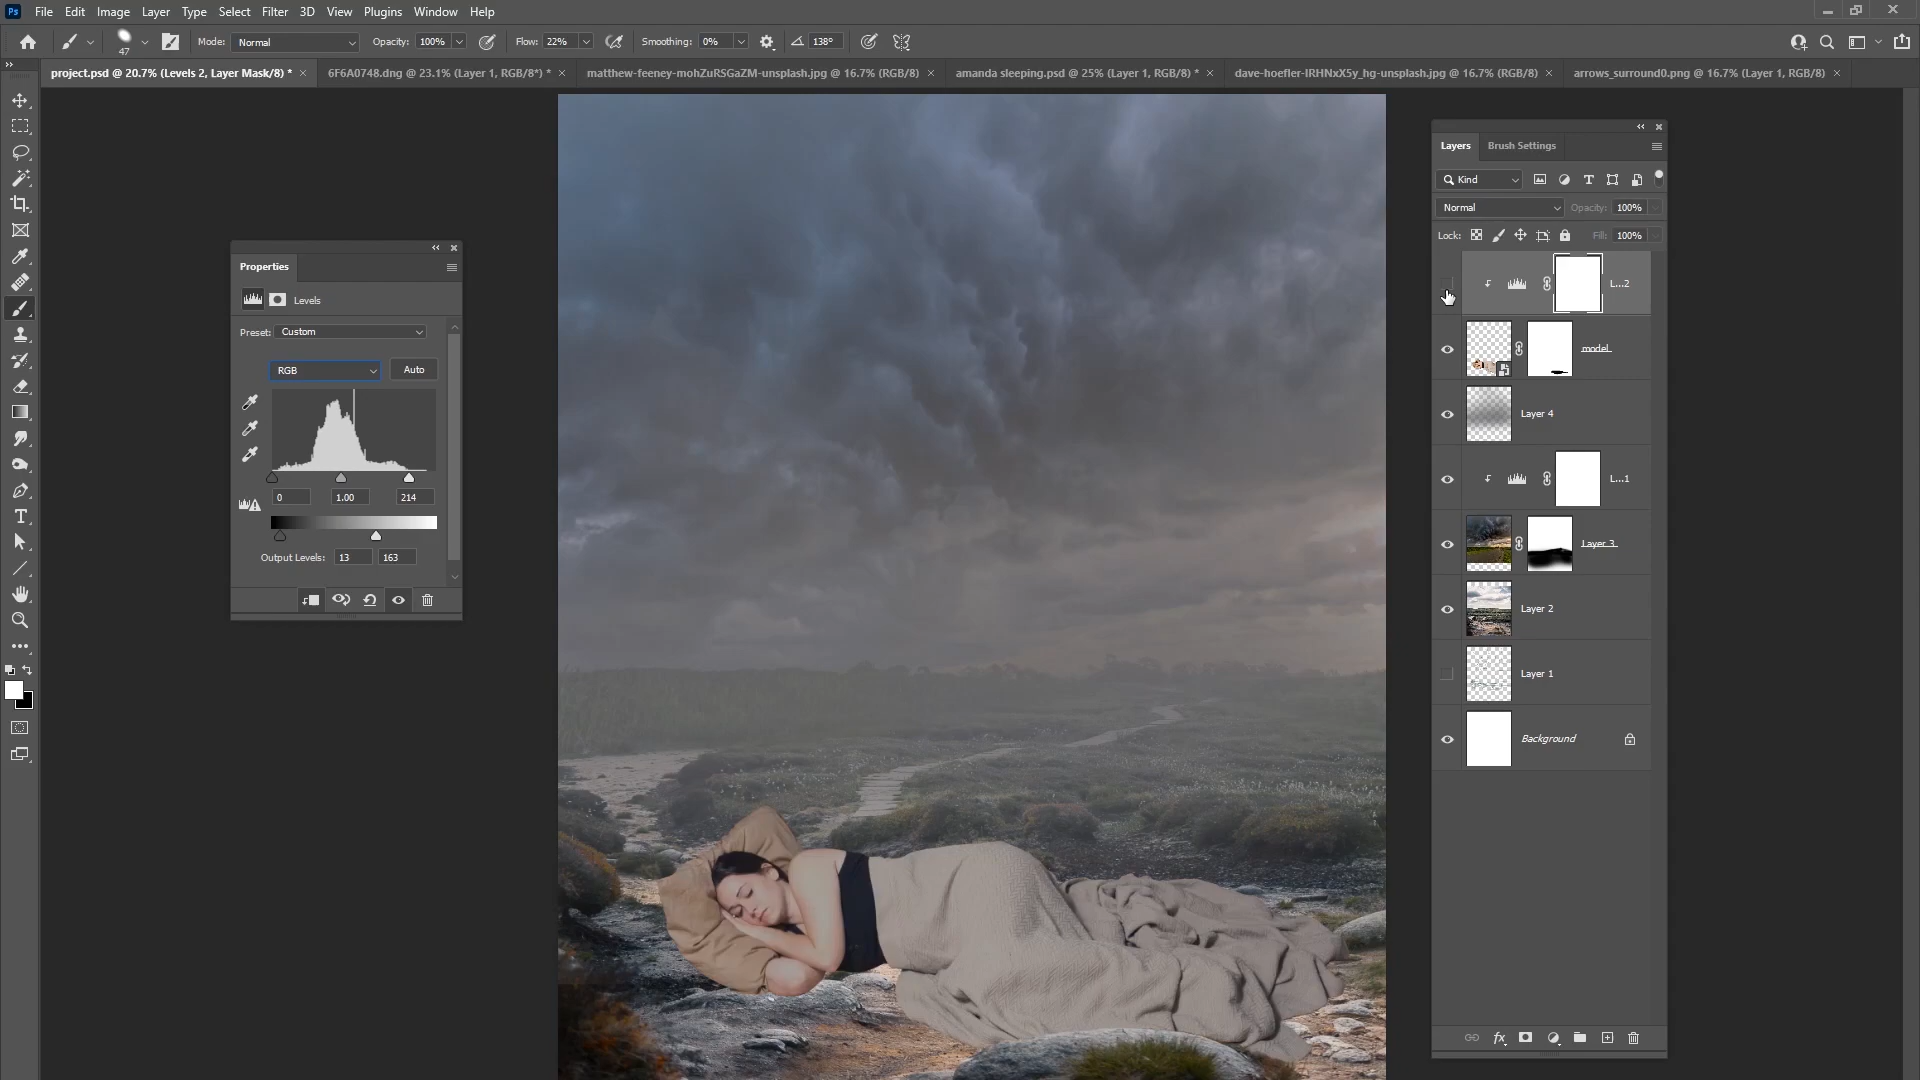 Ps File Edit Image Layer Type Select Filter 3D View Plugins Window Help
47 Mode: Normal Opacity: 100% Flow: 22% Smoothing: 0% 138°
project.psd @ 20.7% (Levels 2, Layer Mask/8) * 6F6A0748.dng @ 23.1% (Layer 1, RGB/8*) * matthew-feeney-mohZuRSGaZM-unsplash.jpg @ 16.7% (RGB/8) amanda sleeping.psd @ 25% (Layer 1, RGB/8) * dave-hoefler-IRHNxX5y_hg-unsplash.jpg @ 16.7% (RGB/8) arrows_surround0.png @ 16.7% (Layer 1, RGB/8)
Properties
Levels
Preset: Custom
RGB Auto
0 1.00 214
Output Levels: 13 163
Layers Brush Settings
Kind
Normal Opacity: 100%
Lock: Fill: 100%
L...2
model
Layer 4
L...1
Layer 3
Layer 2
Layer 1
Background
fx